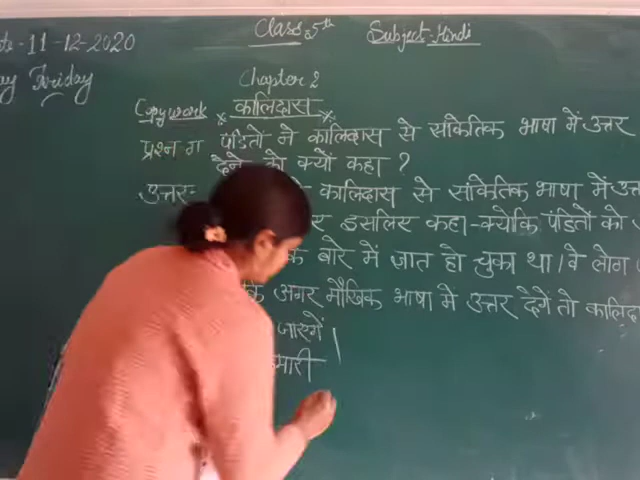 11-12-2020
Class 5th
Subject Hindi
Friday
Chapter 2
Copywork
कालिदास
प्रश्न ग पंडितों ने कालिदास से सांकेतिक भाषा में उत्तर
देने को क्यों कहा ?
उत्तर- कालिदास से सांकेतिक भाषा में
इसलिए कहा-क्योकि पंडितों को
के बारे में ज्ञात हो चुका था। वे लोग
अगर मौखिक भाषा मे उत्तर देगें तो
जाएगें